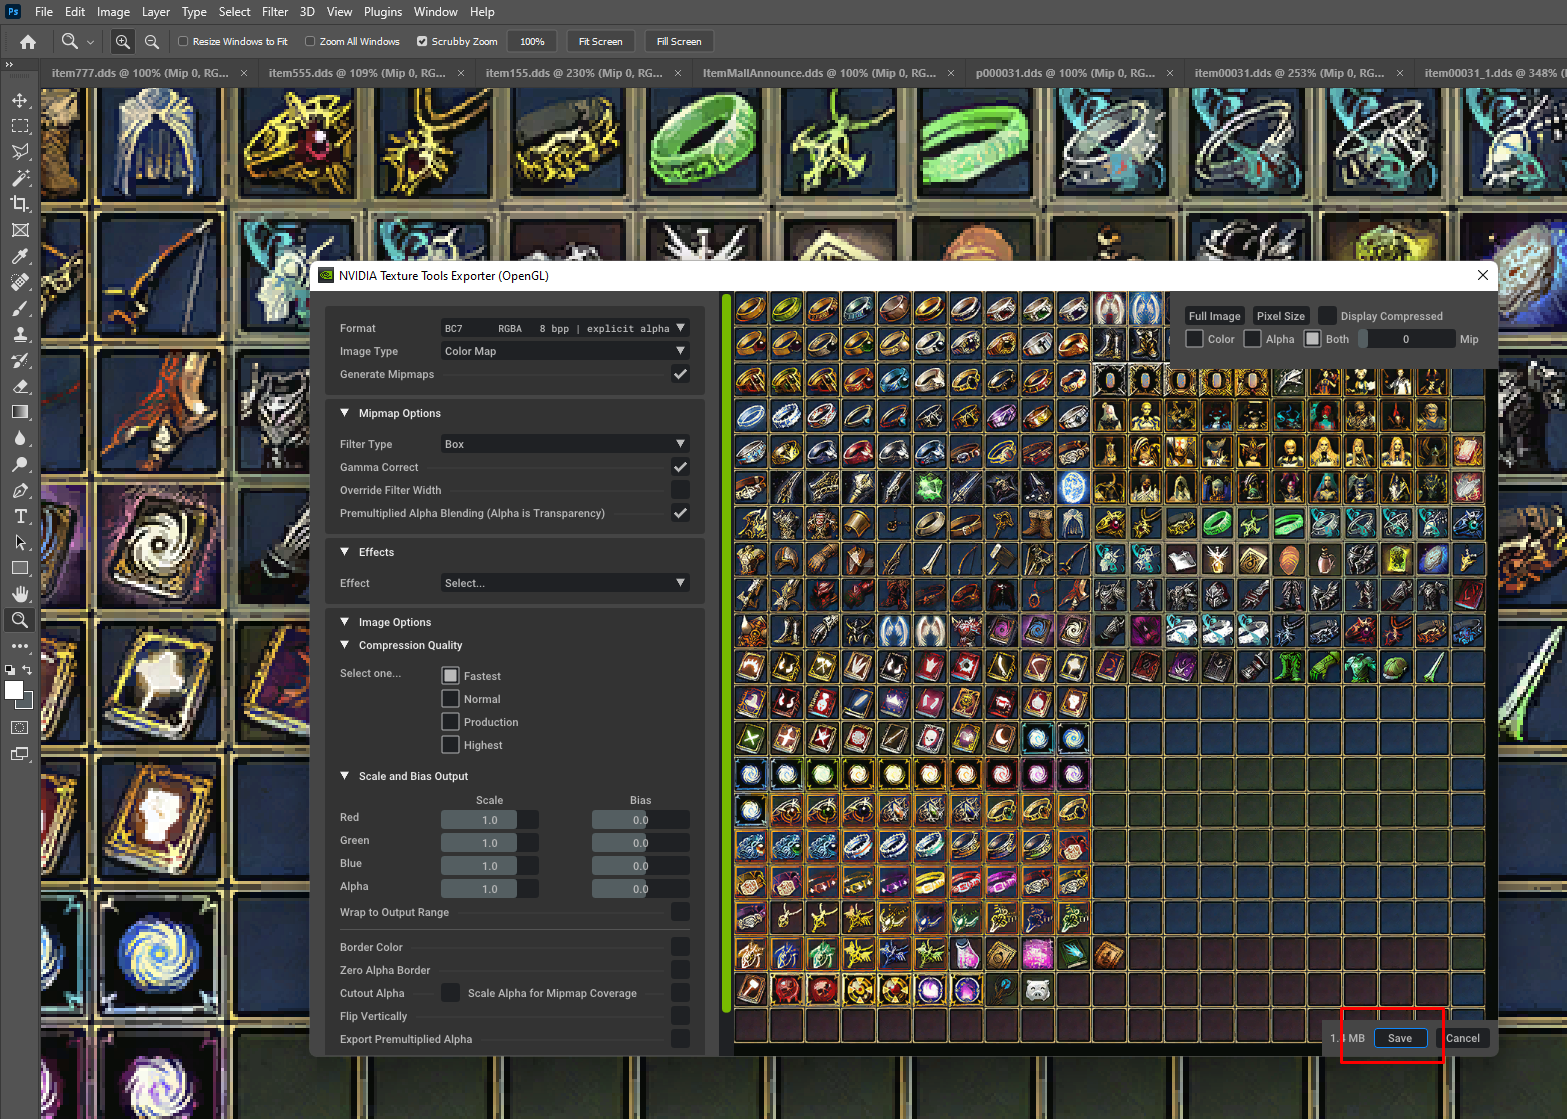 Ps File Edit Image Layer Type Select Filter 3D View Plugins Window Help
Resize Windows to Fit Zoom All Windows Scrubby Zoom 100% Fit Screen Fill Screen
item777.dds @ 100% (Mip 0, RG... × item555.dds @ 109% (Mip 0, RG... × item155.dds @ 230% (Mip 0, RG... × ItemMallAnnounce.dds @ 100% (Mip 0, RG... × p000031.dds @ 100% (Mip 0, RG... × item00031.dds @ 253% (Mip 0, RG... × item00031_1.dds @ 348% (
NVIDIA Texture Tools Exporter (OpenGL)
Format BC7 RGBA 8 bpp | explicit alpha
Image Type Color Map
Generate Mipmaps
Mipmap Options
Filter Type Box
Gamma Correct
Override Filter Width
Premultiplied Alpha Blending (Alpha is Transparency)
Effects
Effect Select...
Image Options
Compression Quality
Select one... Fastest
Normal
Production
Highest
Scale and Bias Output
Scale Bias
Red 1.0 0.0
Green 1.0 0.0
Blue 1.0 0.0
Alpha 1.0 0.0
Wrap to Output Range
Border Color
Zero Alpha Border
Cutout Alpha Scale Alpha for Mipmap Coverage
Flip Vertically
Export Premultiplied Alpha
Full Image Pixel Size Display Compressed
Color Alpha Both 0 Mip
MB Save Cancel